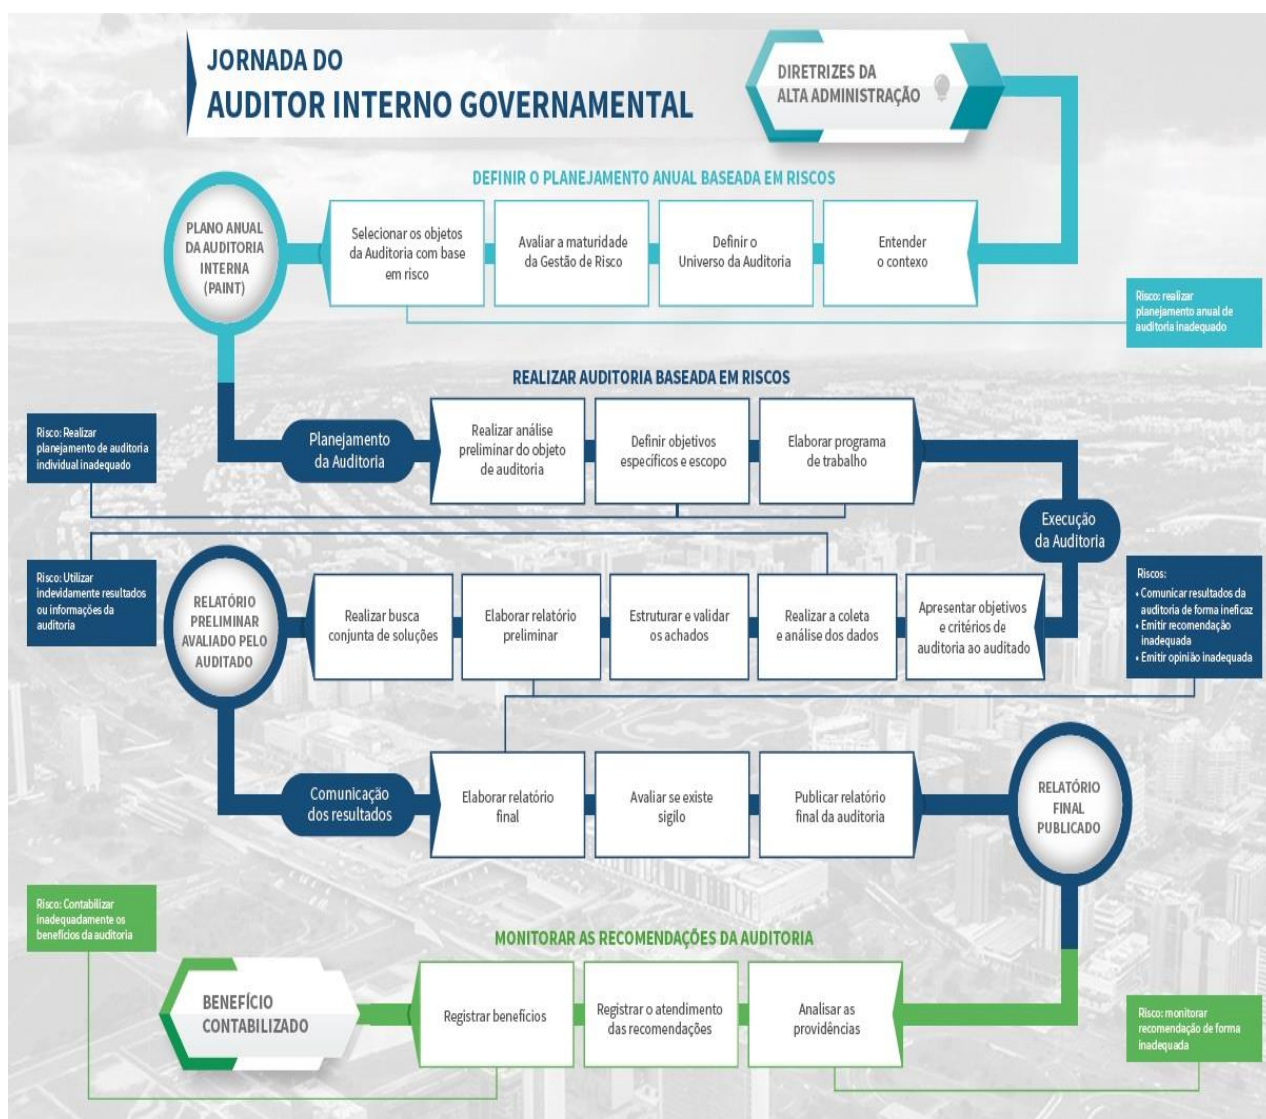 JORNADA DO
AUDITOR INTERNO GOVERNAMENTAL
DIRETRIZES DA
ALTA ADMINISTRAÇÃO
DEFINIR O PLANEJAMENTO ANUAL BASEADA EM RISCOS
Entender
o contexo
Definir o
Universo da Auditoria
Avaliar a maturidade
da Gestão de Risco
Selecionar os objetos
da Auditoria com base
em risco
PLANO ANUAL
DA AUDITORIA
INTERNA
(PAINT)
Risco: realizar
planejamento anual de
auditoria inadequado
REALIZAR AUDITORIA BASEADA EM RISCOS
Risco: Realizar
planejamento de auditoria
individual inadequado
Planejamento
da Auditoria
Realizar análise
preliminar do objeto
de auditoria
Definir objetivos
específicos e escopo
Elaborar programa
de trabalho
Execução
da Auditoria
Riscos:
• Comunicar resultados da
auditoria de forma ineficaz
• Emitir recomendação
inadequada
• Emitir opinião inadequada
Apresentar objetivos
e critérios de
auditoria ao auditado
Realizar a coleta
e análise dos dados
Estruturar e validar
os achados
Elaborar relatório
preliminar
Realizar busca
conjunta de soluções
RELATÓRIO
PRELIMINAR
AVALIADO PELO
AUDITADO
Risco: Utilizar
indevidamente resultados
ou informações da
auditoria
Comunicação
dos resultados
Elaborar relatório
final
Avaliar se existe
sigilo
Publicar relatório
final da auditoria
RELATÓRIO
FINAL
PUBLICADO
MONITORAR AS RECOMENDAÇÕES DA AUDITORIA
Risco: monitorar
recomendação de forma
inadequada
Analisar as
providências
Registrar o atendimento
das recomendações
Registrar benefícios
BENEFÍCIO
CONTABILIZADO
Risco: Contabilizar
inadequadamente os
benefícios da auditoria